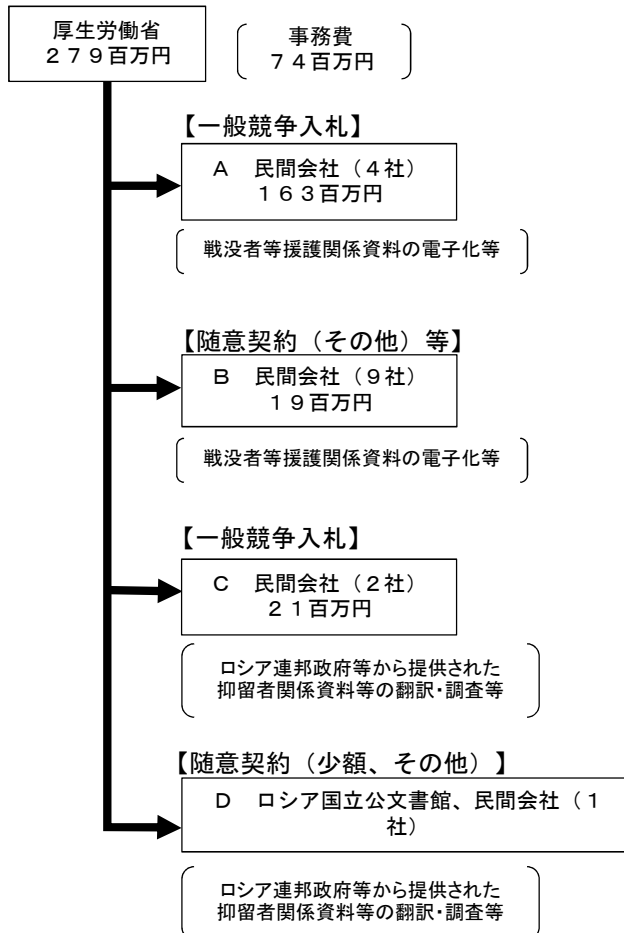 厚生労働省
２７９百万円
事務費
７４百万円
【一般競争入札】
Ａ　民間会社（４社）
１６３百万円
戦没者等援護関係資料の電子化等
【随意契約（その他）等】
Ｂ　民間会社（９社）
１９百万円
戦没者等援護関係資料の電子化等
【一般競争入札】
Ｃ　民間会社（２社）
２１百万円
ロシア連邦政府等から提供された
抑留者関係資料等の翻訳・調査等
【随意契約（少額、その他）】
Ｄ　ロシア国立公文書館、民間会社（１
社）
ロシア連邦政府等から提供された
抑留者関係資料等の翻訳・調査等